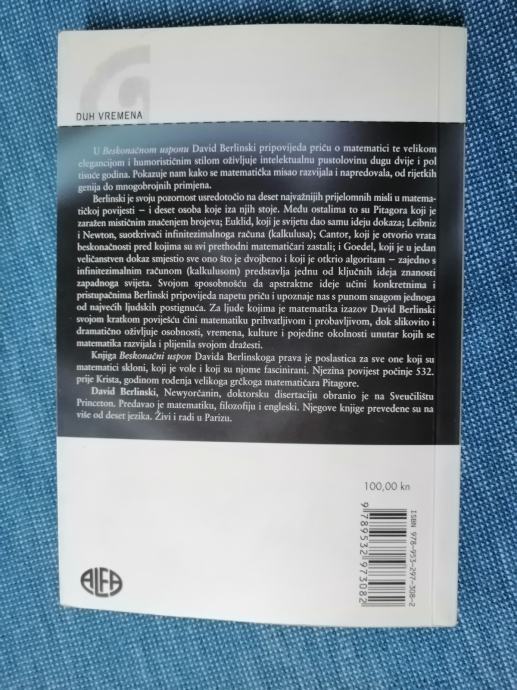 DUH VREMENA
U Beskonačnom usponu David Berlinski pripovijeda priču o matematici te velikom
elegancijom i humorističnim stilom oživljuje intelektualnu pustolovinu dugu dvije i pol
tisuće godina. Pokazuje nam kako se matematička misao razvijala i napredovala, od rijetkih
genija do mnogobrojnih primjena.
Berlinski je svoju pozornost usredotočio na deset najvažnijih prijelomnih misli u matema-
tičkoj povijesti – i deset osoba koje iza njih stoje. Među ostalima to su Pitagora koji je
zaražen mističnim značenjem brojeva; Euklid, koji je svijetu dao samu ideju dokaza; Leibniz
i Newton, suotkrivači infinitezimalnoga računa (kalkulusa); Cantor, koji je otvorio vrata
beskonačnosti pred kojima su svi prethodni matematičari zastali; i Goedel, koji je u jedan
veličanstven dokaz smjestio sve ono što je dvojbeno i koji je otkrio algoritam – zajedno s
infinitezimalnim računom (kalkulusom) predstavlja jednu od ključnih ideja znanosti
zapadnoga svijeta. Svojom sposobnošću da apstraktne ideje učini konkretnima i
pristupačnima Berlinski pripovijeda napetu priču i upoznaje nas s punom snagom jednoga
od najvećih ljudskih postignuća. Za ljude kojima je matematika izazov David Berlinski
svojom kratkom poviješću čini matematiku prihvatljivom i probavljivom, dok slikovito i
dramatično oživljuje osobnosti, vremena, kulture i pojedine okolnosti unutar kojih se
matematika razvijala i plijenila svojom dražesti.
Knjiga Beskonačni uspon Davida Berlinskoga prava je poslastica za sve one koji su
matematici skloni, koji je vole i koji su njome fascinirani. Njezina povijest počinje 532.
prije Krista, godinom rođenja velikoga grčkoga matematičara Pitagore.
David Berlinski, Newyorčanin, doktorsku disertaciju obranio je na Sveučilištu
Princeton. Predavao je matematiku, filozofiju i engleski. Njegove knjige prevedene su na
više od deset jezika. Živi i radi u Parizu.
100,00 kn
ISBN 978-953-297-308-2
9 789532 973082
ALFA